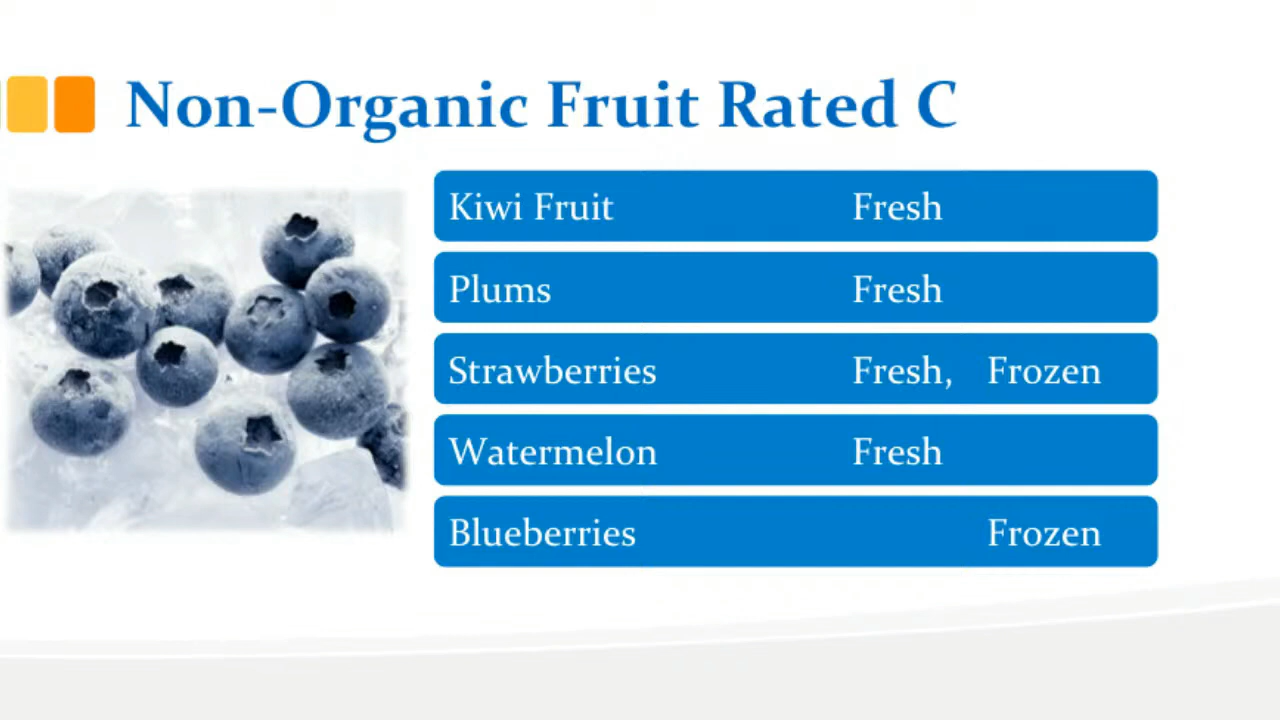 Non-Organic Fruit Rated C
Kiwi Fruit Fresh
Plums Fresh
Strawberries Fresh, Frozen
Watermelon Fresh
Blueberries Frozen